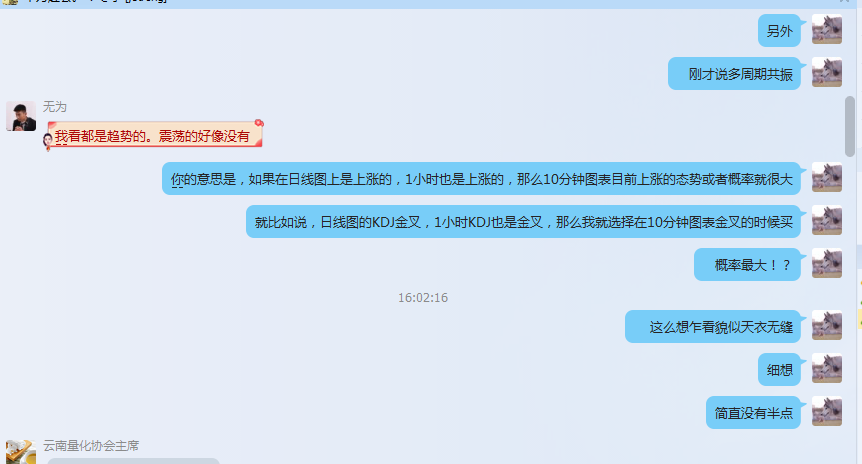 另外
刚才说多周期共振
无为
我看都是趋势的。震荡的好像没有
你的意思是，如果在日线图上是上涨的，1小时也是上涨的，那么10分钟图表目前上涨的态势或者概率就很大
就比如说，日线图的KDJ金叉，1小时KDJ也是金叉，那么我就选择在10分钟图表金叉的时候买
概率最大！？
16:02:16
这么想乍看貌似天衣无缝
细想
简直没有半点
云南量化协会主席